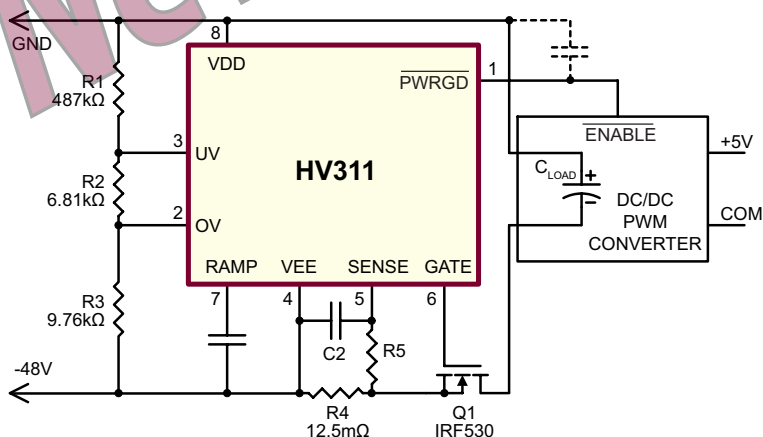 GND
8
VDD
PWRGD
1
R1
487kΩ
ENABLE
+5V
3
UV
HV311
CLOAD
+
R2
6.81kΩ
2
OV
DC/DC
PWM
CONVERTER
COM
RAMP
VEE
SENSE
GATE
R3
9.76kΩ
7
4
5
6
C2
R5
-48V
R4
12.5mΩ
Q1
IRF530